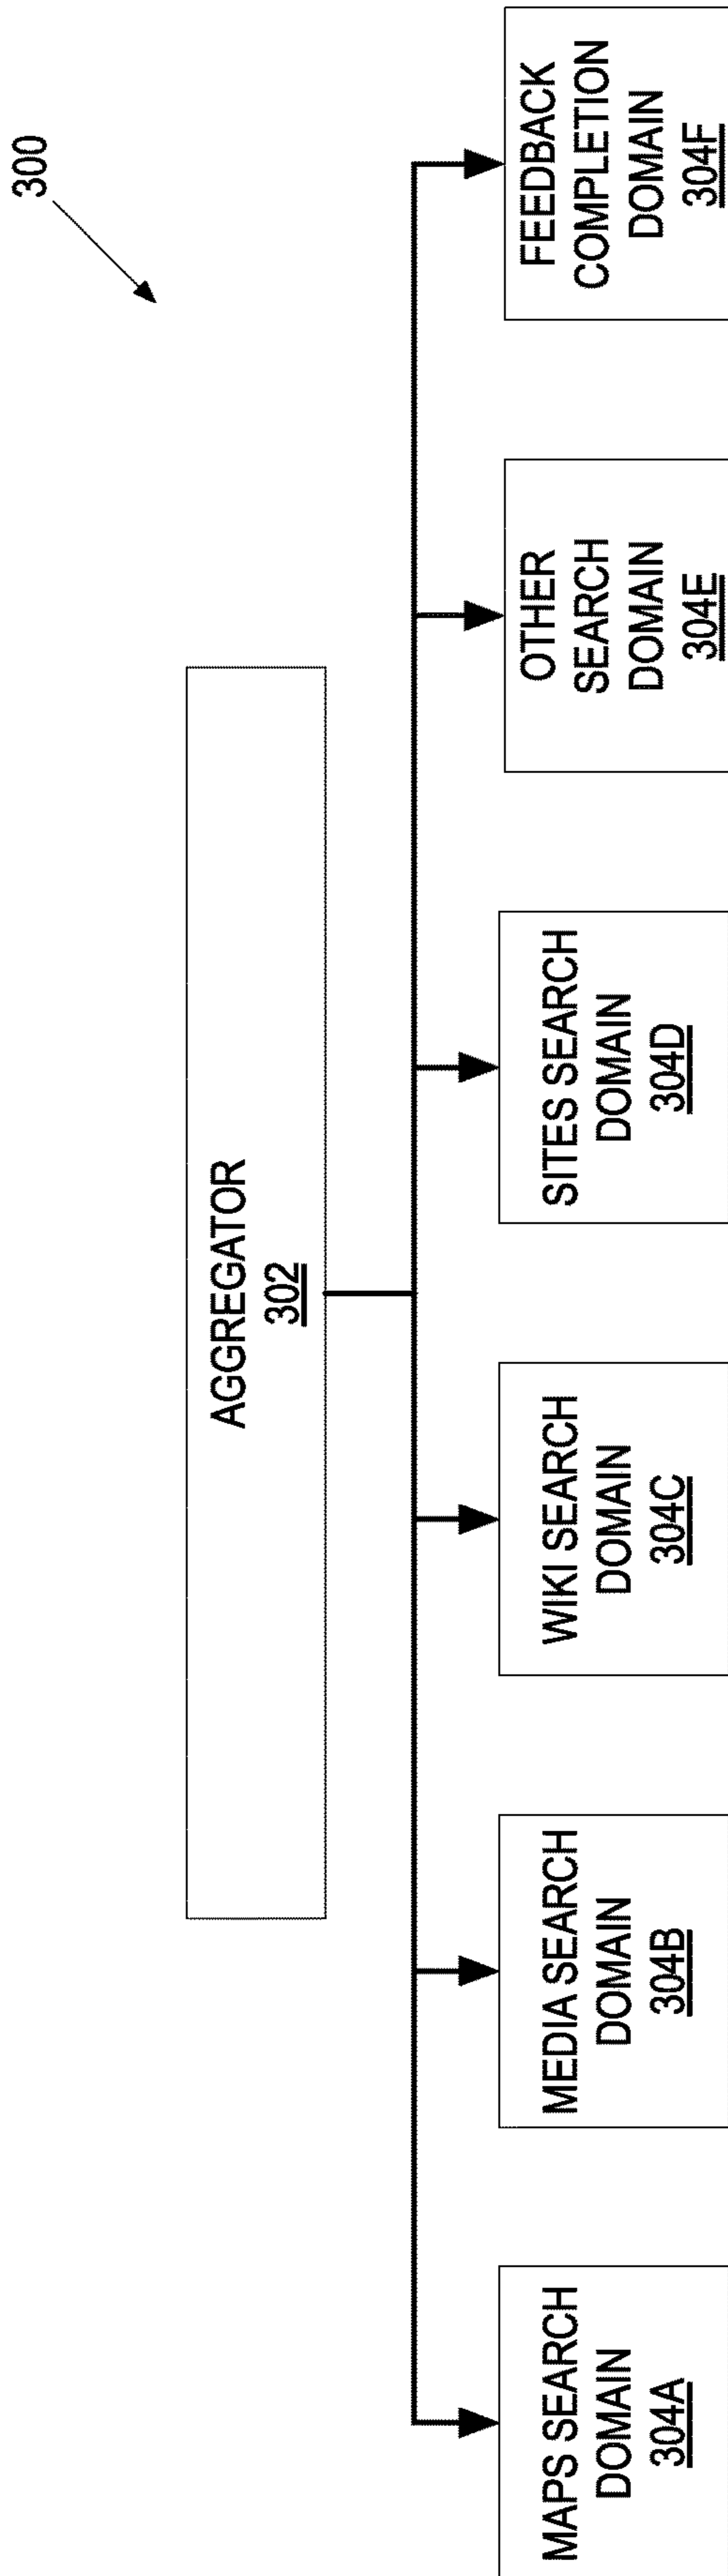 300
AGGREGATOR
302
MAPS SEARCH
DOMAIN
304A
MEDIA SEARCH
DOMAIN
304B
WIKI SEARCH
DOMAIN
304C
SITES SEARCH
DOMAIN
304D
OTHER
SEARCH
DOMAIN
304E
FEEDBACK
COMPLETION
DOMAIN
304F